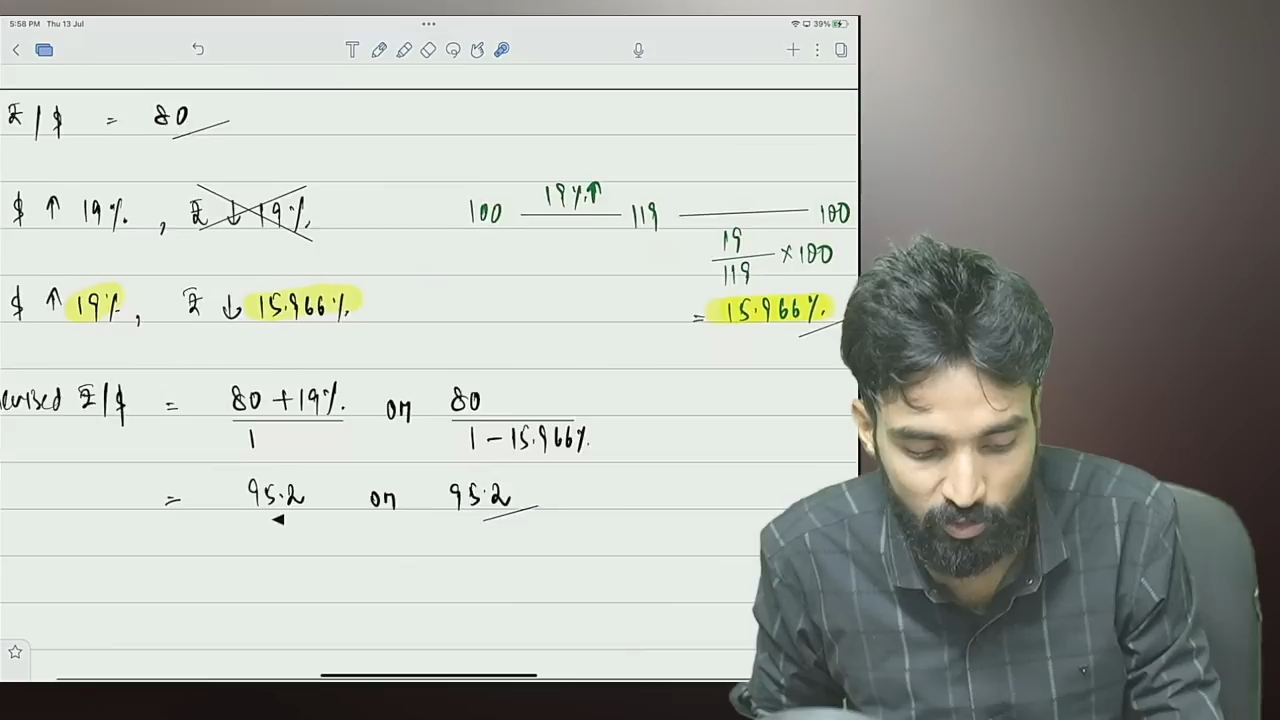 5:58 PM Thu 13 Jul
39%
T
₹/$ = 80
$ ↑ 19%. , ₹ ↓ 19%.
100 19%↑ 119 100
19/119 × 100
$ ↑ 19%, ₹ ↓ 15.966%.
= 15.966%.
evised ₹/$ = 80 + 19%. / 1 or 80 / 1 - 15.966%.
= 95.2 or 95.2